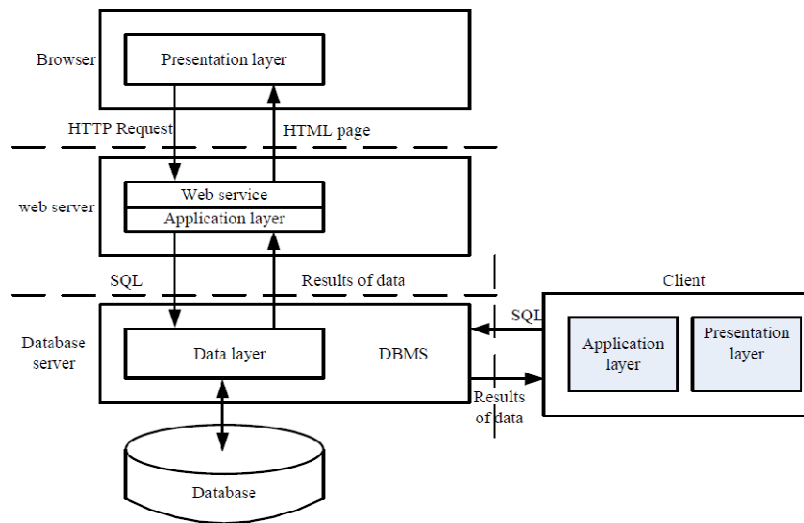 Browser
Presentation layer
HTTP Request
HTML page
web server
Web service
Application layer
SQL
Results of data
Client
Database
server
Data layer
DBMS
SQL
Application
layer
Presentation
layer
Results
of data
Database